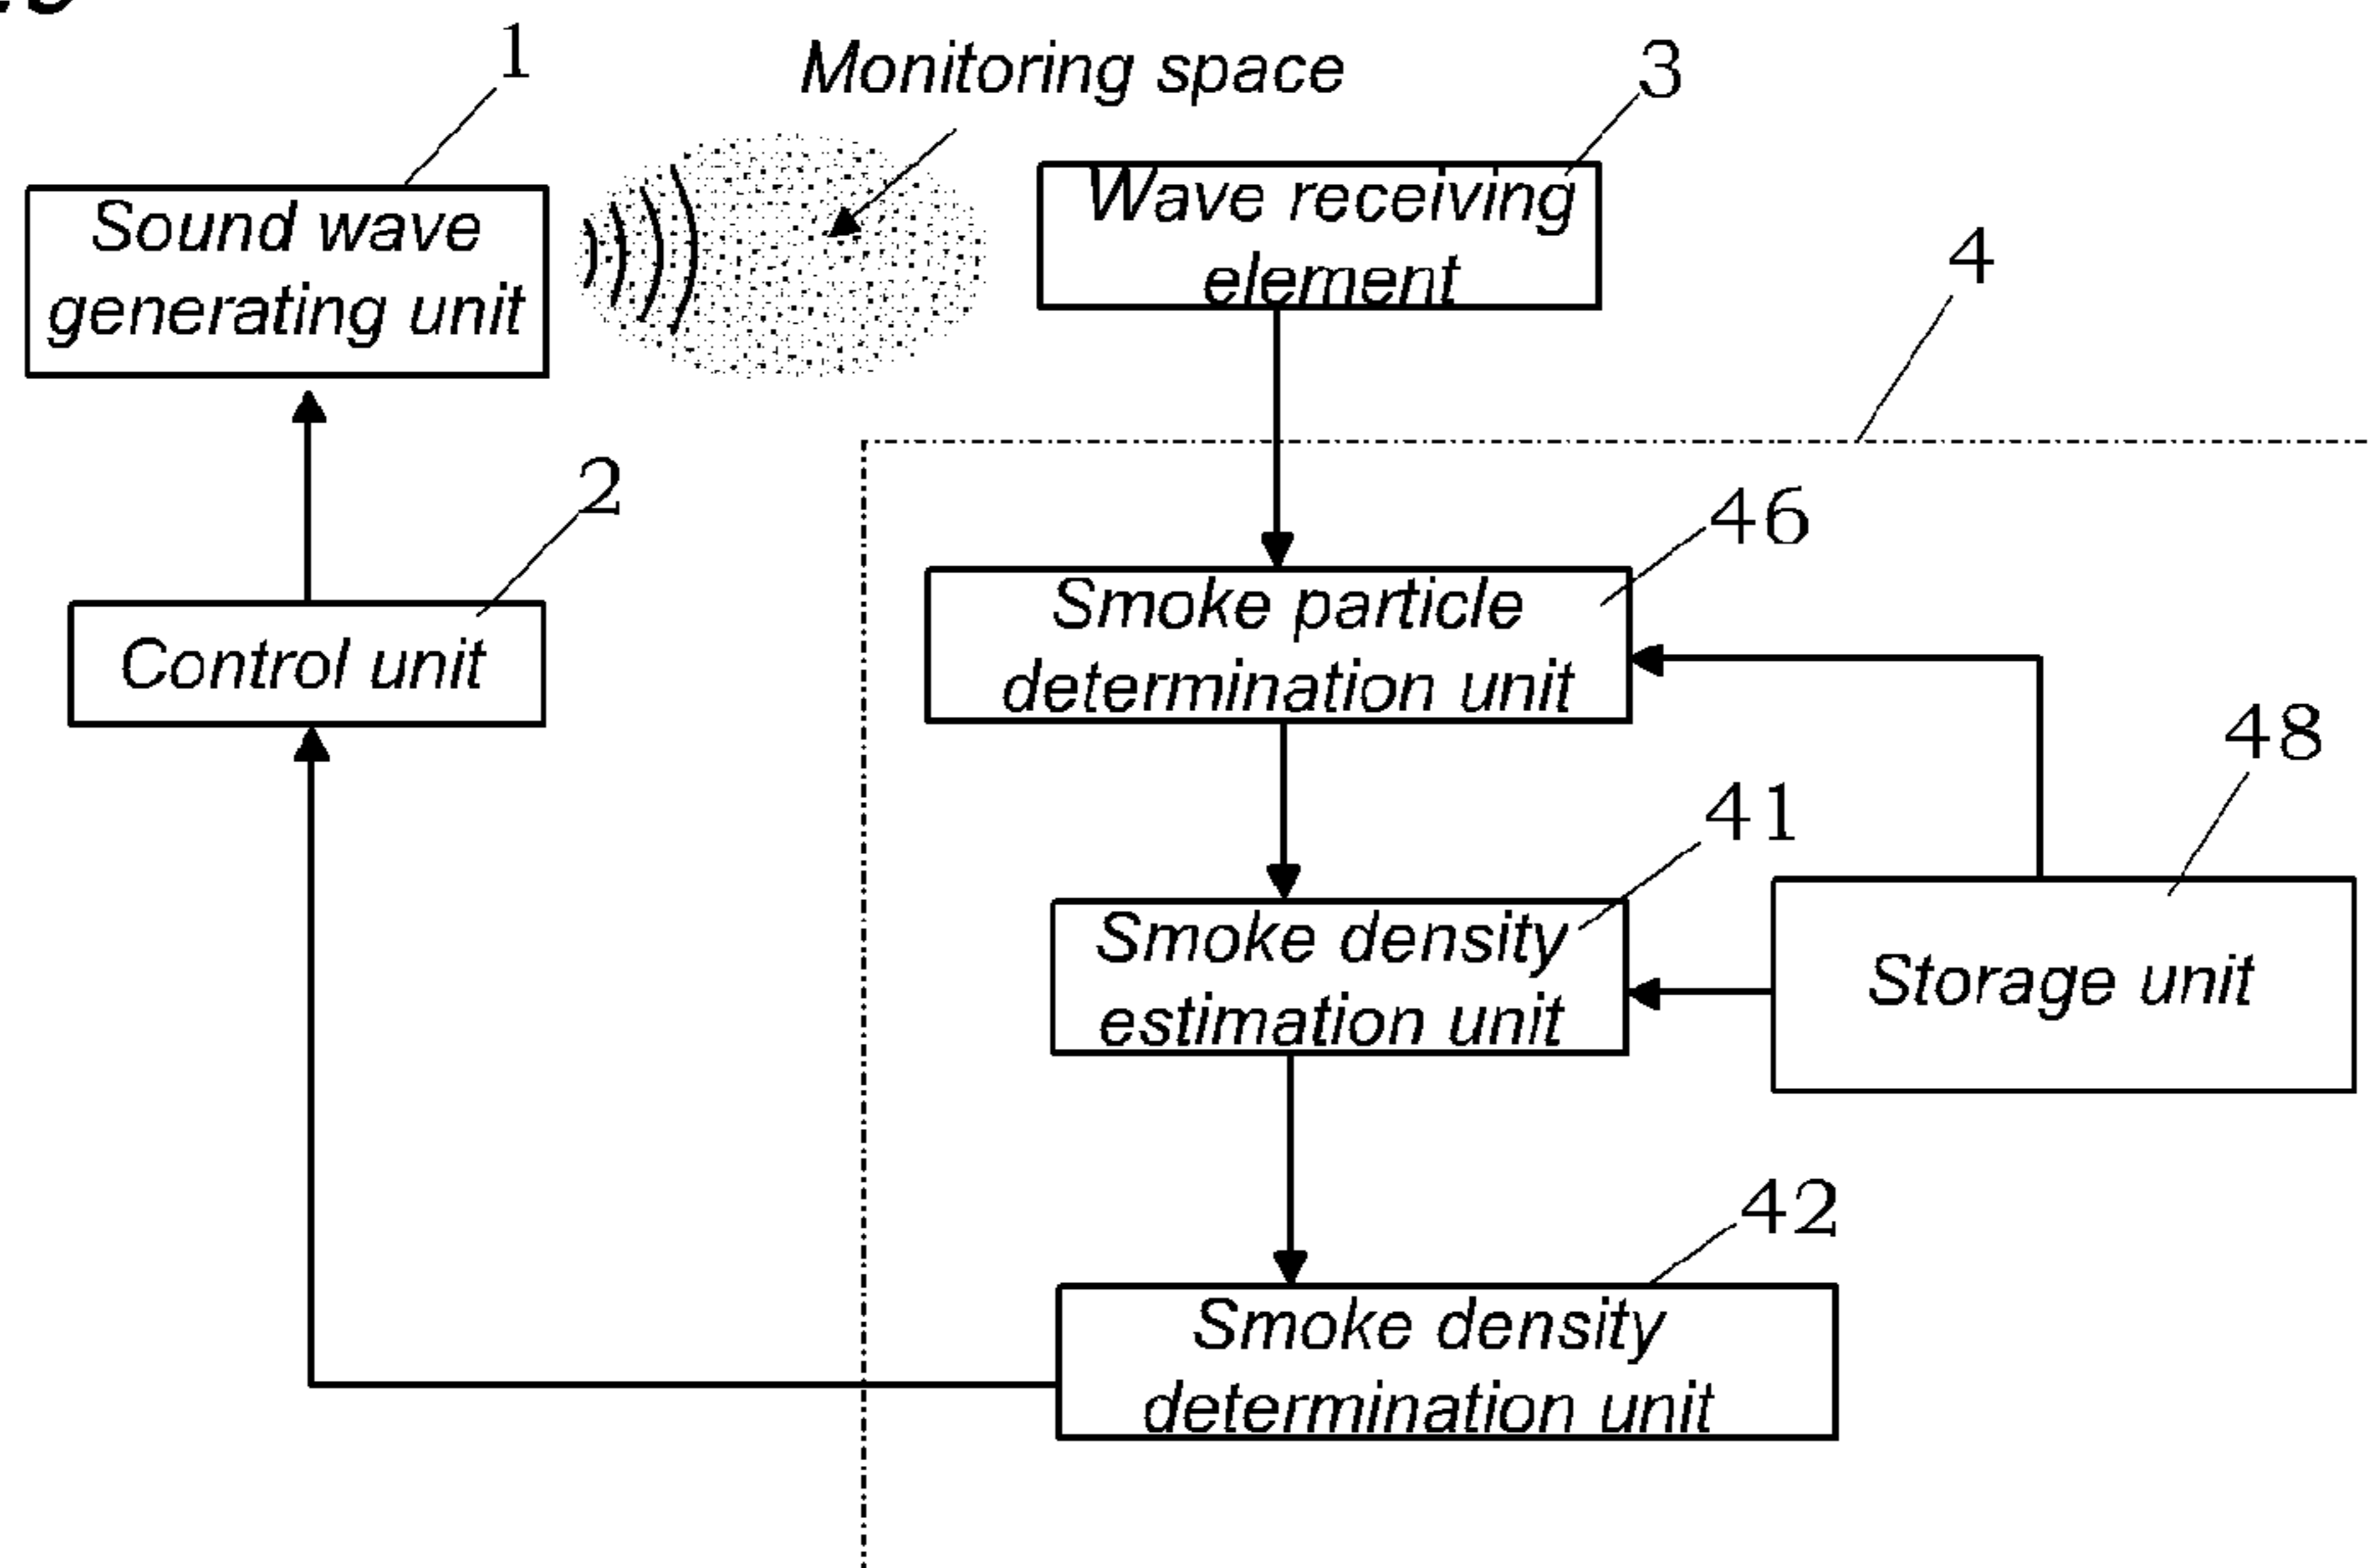 1
Monitoring space
3
Sound wave
generating unit
Wave receiving
element
4
2
Control unit
46
Smoke particle
determination unit
48
41
Smoke density
estimation unit
Storage unit
42
Smoke density
determination unit